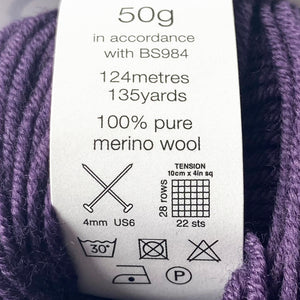 50g
in accordance
with BS984
124metres
135yards
100% pure
merino wool
TENSION
10cm x 4in sq
28 rows
4mm US6
22 sts
30°
P